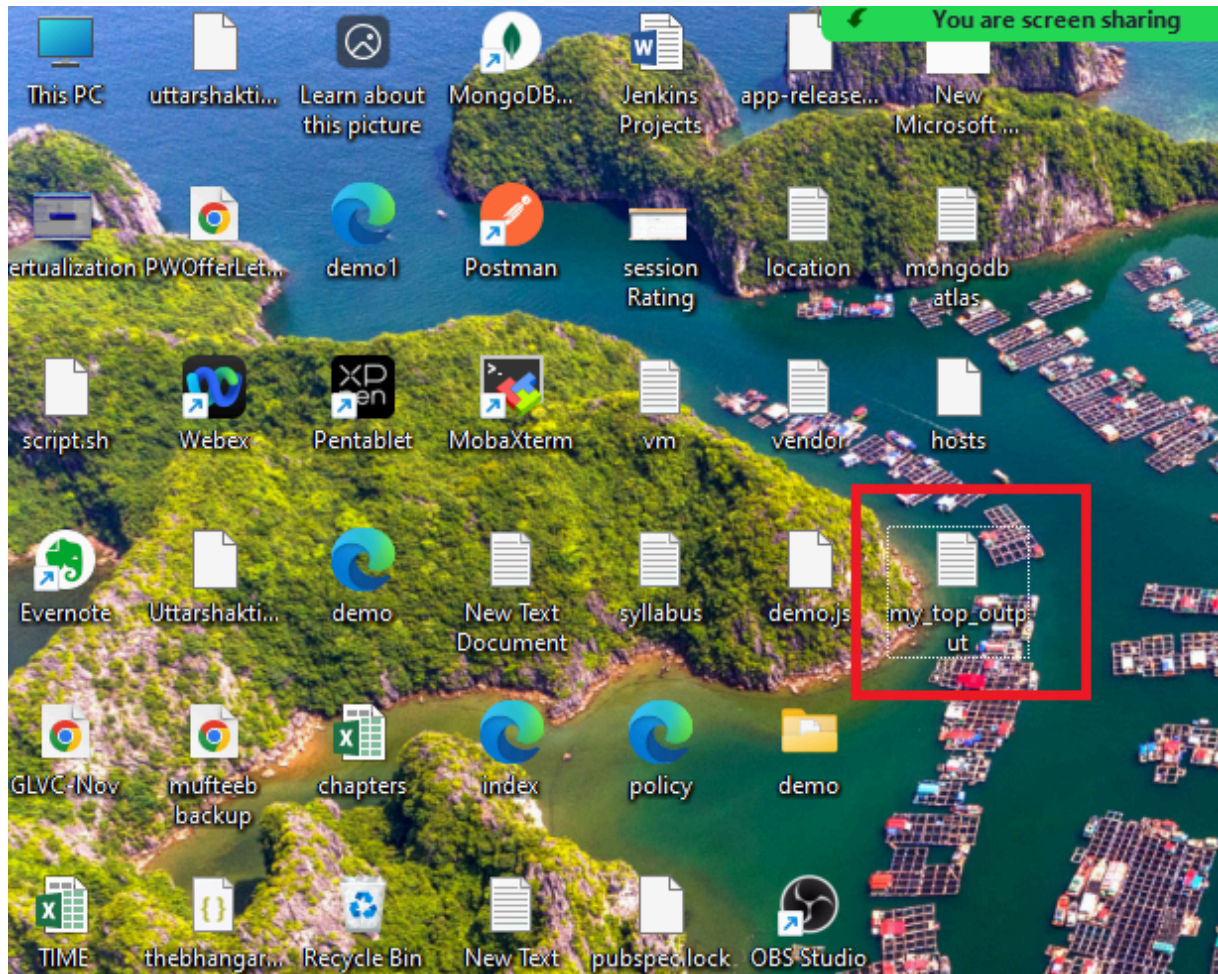 You are screen sharing
This PC
uttarshakti...
Learn about
this picture
MongoDB...
Jenkins
Projects
app-release...
New
Microsoft ...
ertualization
PWOfferLet...
demo1
Postman
session
Rating
location
mongodb
atlas
script.sh
Webex
XP
Pen
Pentablet
MobaXterm
vm
vendor
hosts
Evernote
Uttarshakti...
demo
New Text
Document
syllabus
demo.js
my_top_outp
ut
GLVC-Nov
mufteeb
backup
chapters
index
policy
demo
TIME
thebhangar...
Recycle Bin
New Text
pubspec.lock
OBS Studio